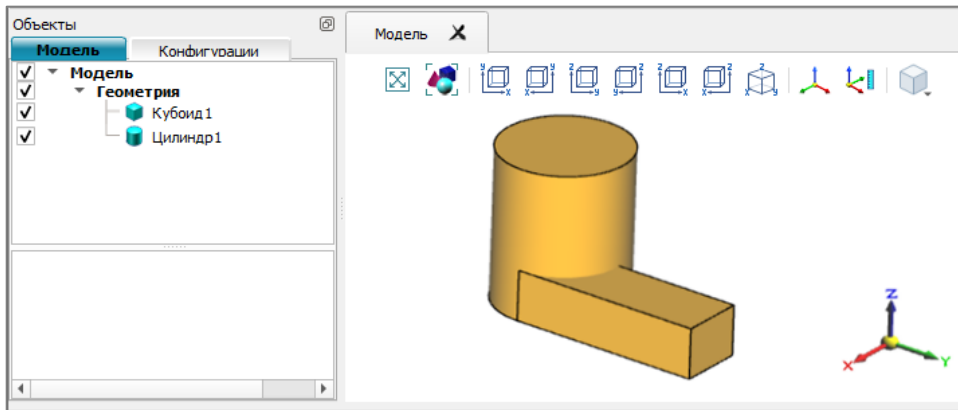 Объекты
Модель
Конфигурации
Модель
Геометрия
Кубоид1
Цилиндр1
Модель
y x
y x
z y
z y
z x
z x
z x y
Z
X
Y